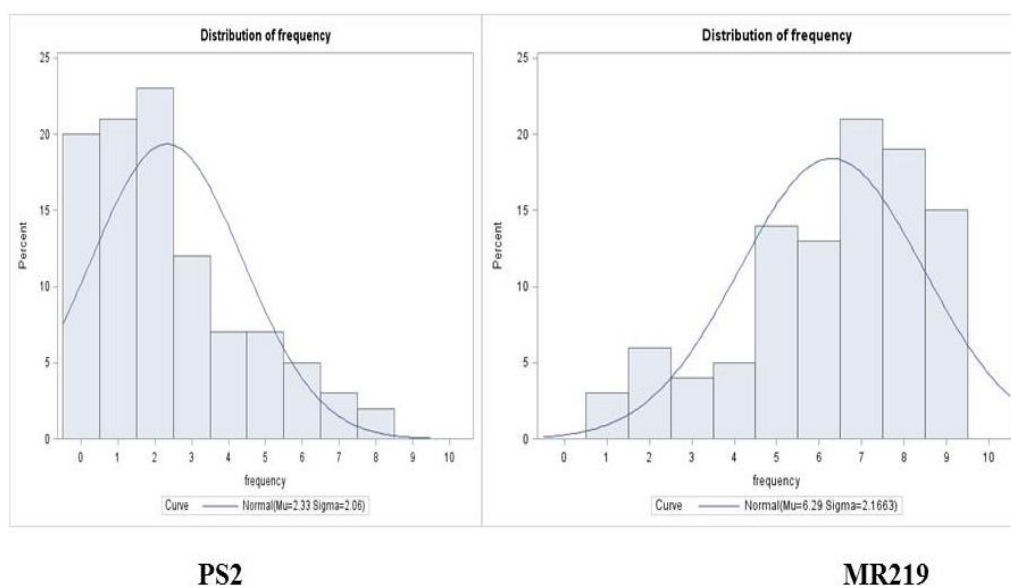 Distribution of frequency
25
20
15
10
5
0
Percent
0 1 2 3 4 5 6 7 8 9 10
frequency
Curve Normal(Mu=2.33 Sigma=2.06)
Distribution of frequency
25
20
15
10
5
0
Percent
0 1 2 3 4 5 6 7 8 9 10
frequency
Curve Normal(Mu=6.29 Sigma=2.1663)
PS2
MR219